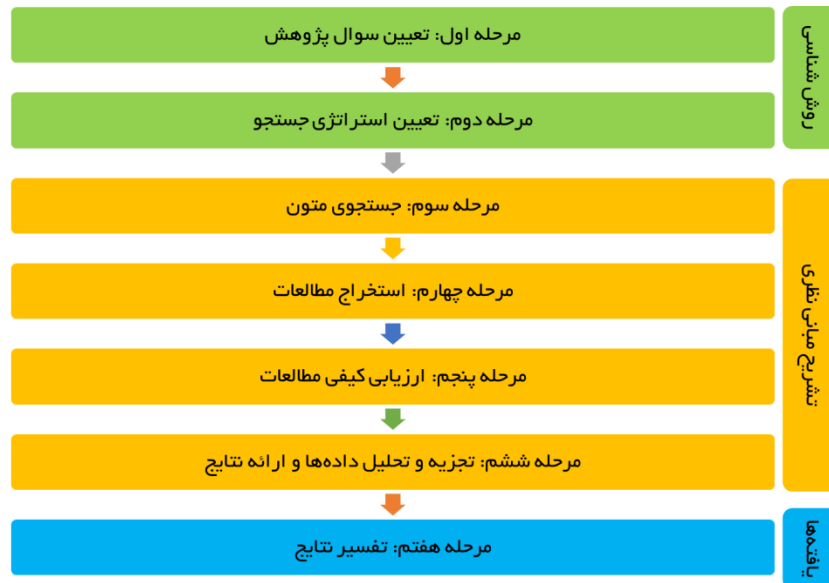 روش شناسی
مرحله اول: تعیین سوال پژوهش
مرحله دوم: تعیین استراتژی جستجو
تشریح مبانی نظری
مرحله سوم: جستجوی متون
مرحله چهارم: استخراج مطالعات
مرحله پنجم: ارزیابی کیفی مطالعات
مرحله ششم: تجزیه و تحلیل داده‌ها و ارائه نتایج
یافته‌ها
مرحله هفتم: تفسیر نتایج